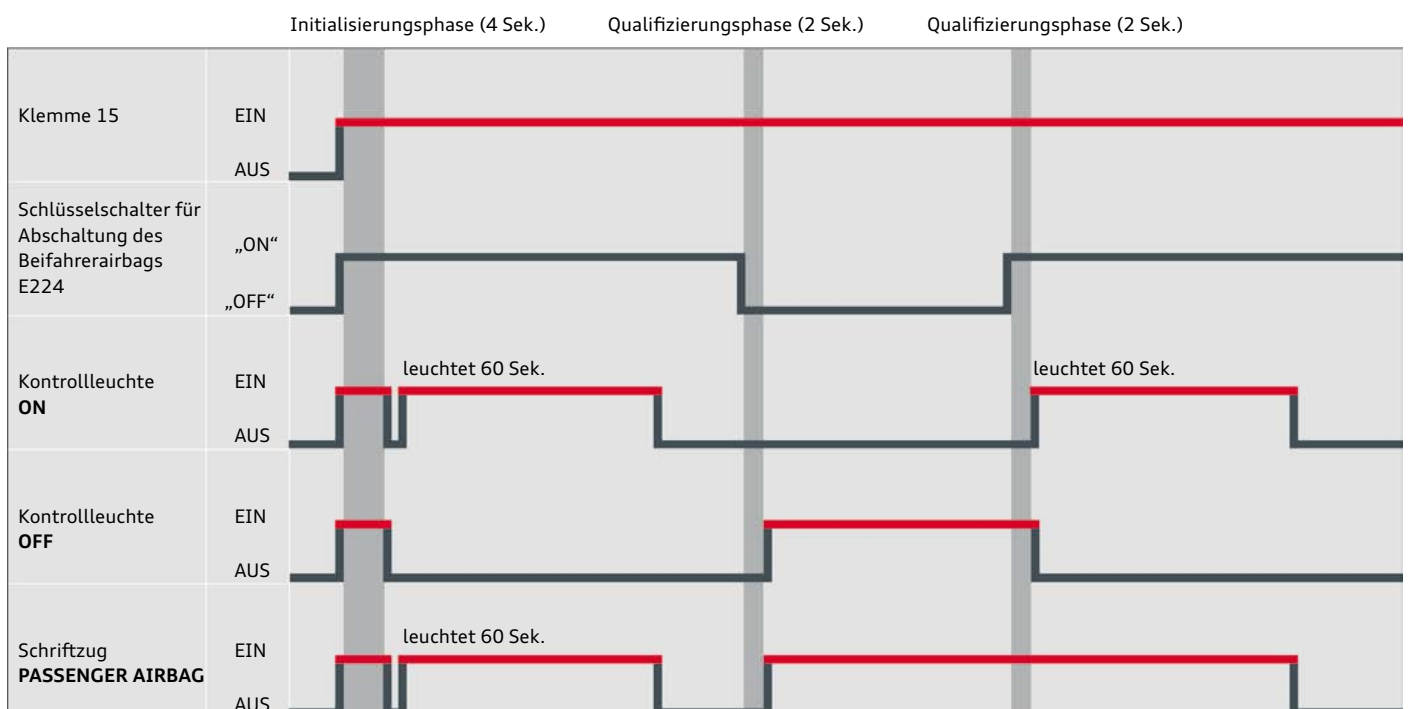 Initialisierungsphase (4 Sek.) Qualifizierungsphase (2 Sek.) Qualifizierungsphase (2 Sek.)
Klemme 15 EIN
AUS
Schlüsselschalter für
Abschaltung des
Beifahrerairbags
E224
„ON“
„OFF“
leuchtet 60 Sek. leuchtet 60 Sek.
Kontrollleuchte EIN
ON
AUS
Kontrollleuchte EIN
OFF
AUS
leuchtet 60 Sek.
Schriftzug EIN
PASSENGER AIRBAG
AUS